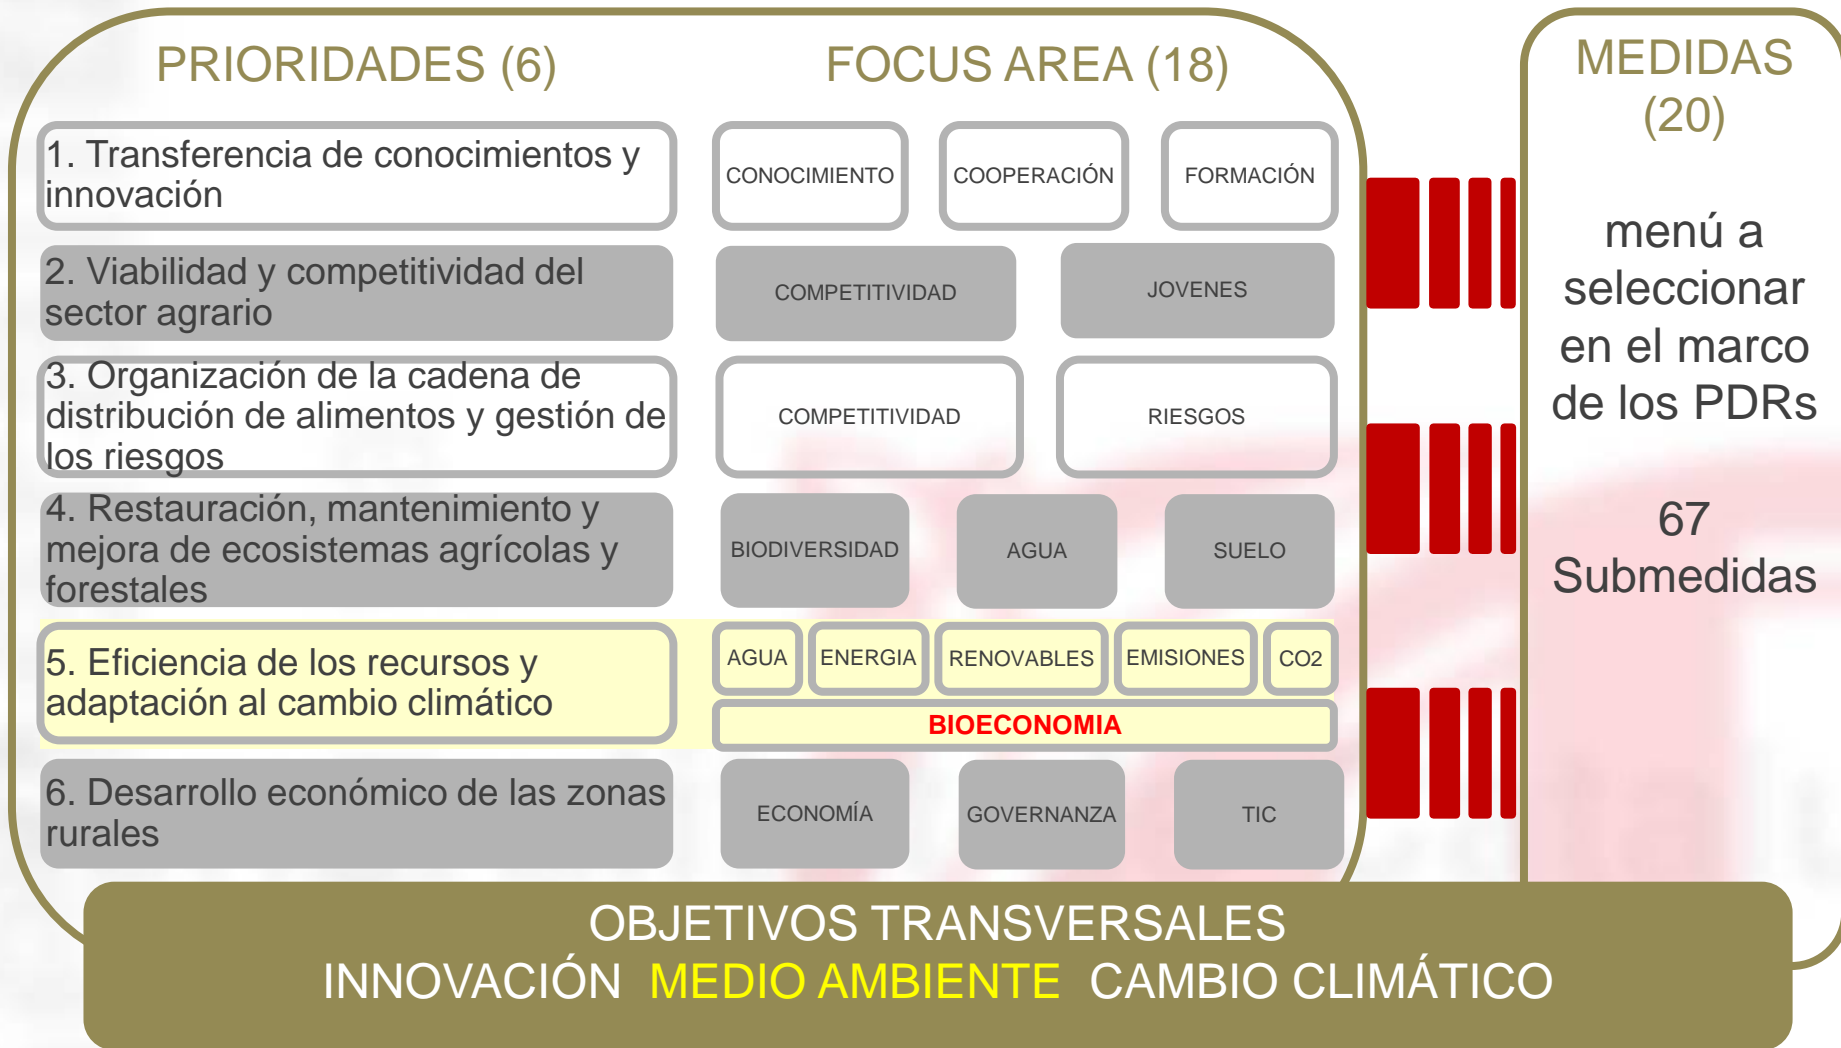 PRIORIDADES (6)
FOCUS AREA (18)
1. Transferencia de conocimientos y
innovación
CONOCIMIENTO
COOPERACIÓN
FORMACIÓN
2. Viabilidad y competitividad del
sector agrario
COMPETITIVIDAD
JOVENES
3. Organización de la cadena de
distribución de alimentos y gestión de
los riesgos
COMPETITIVIDAD
RIESGOS
4. Restauración, mantenimiento y
mejora de ecosistemas agrícolas y
forestales
BIODIVERSIDAD
AGUA
SUELO
5. Eficiencia de los recursos y
adaptación al cambio climático
AGUA
ENERGIA
RENOVABLES
EMISIONES
CO2
BIOECONOMIA
6. Desarrollo económico de las zonas
rurales
ECONOMÍA
GOVERNANZA
TIC
MEDIDAS
(20)
menú a
seleccionar
en el marco
de los PDRs
67
Submedidas
OBJETIVOS TRANSVERSALES
INNOVACIÓN MEDIO AMBIENTE CAMBIO CLIMÁTICO